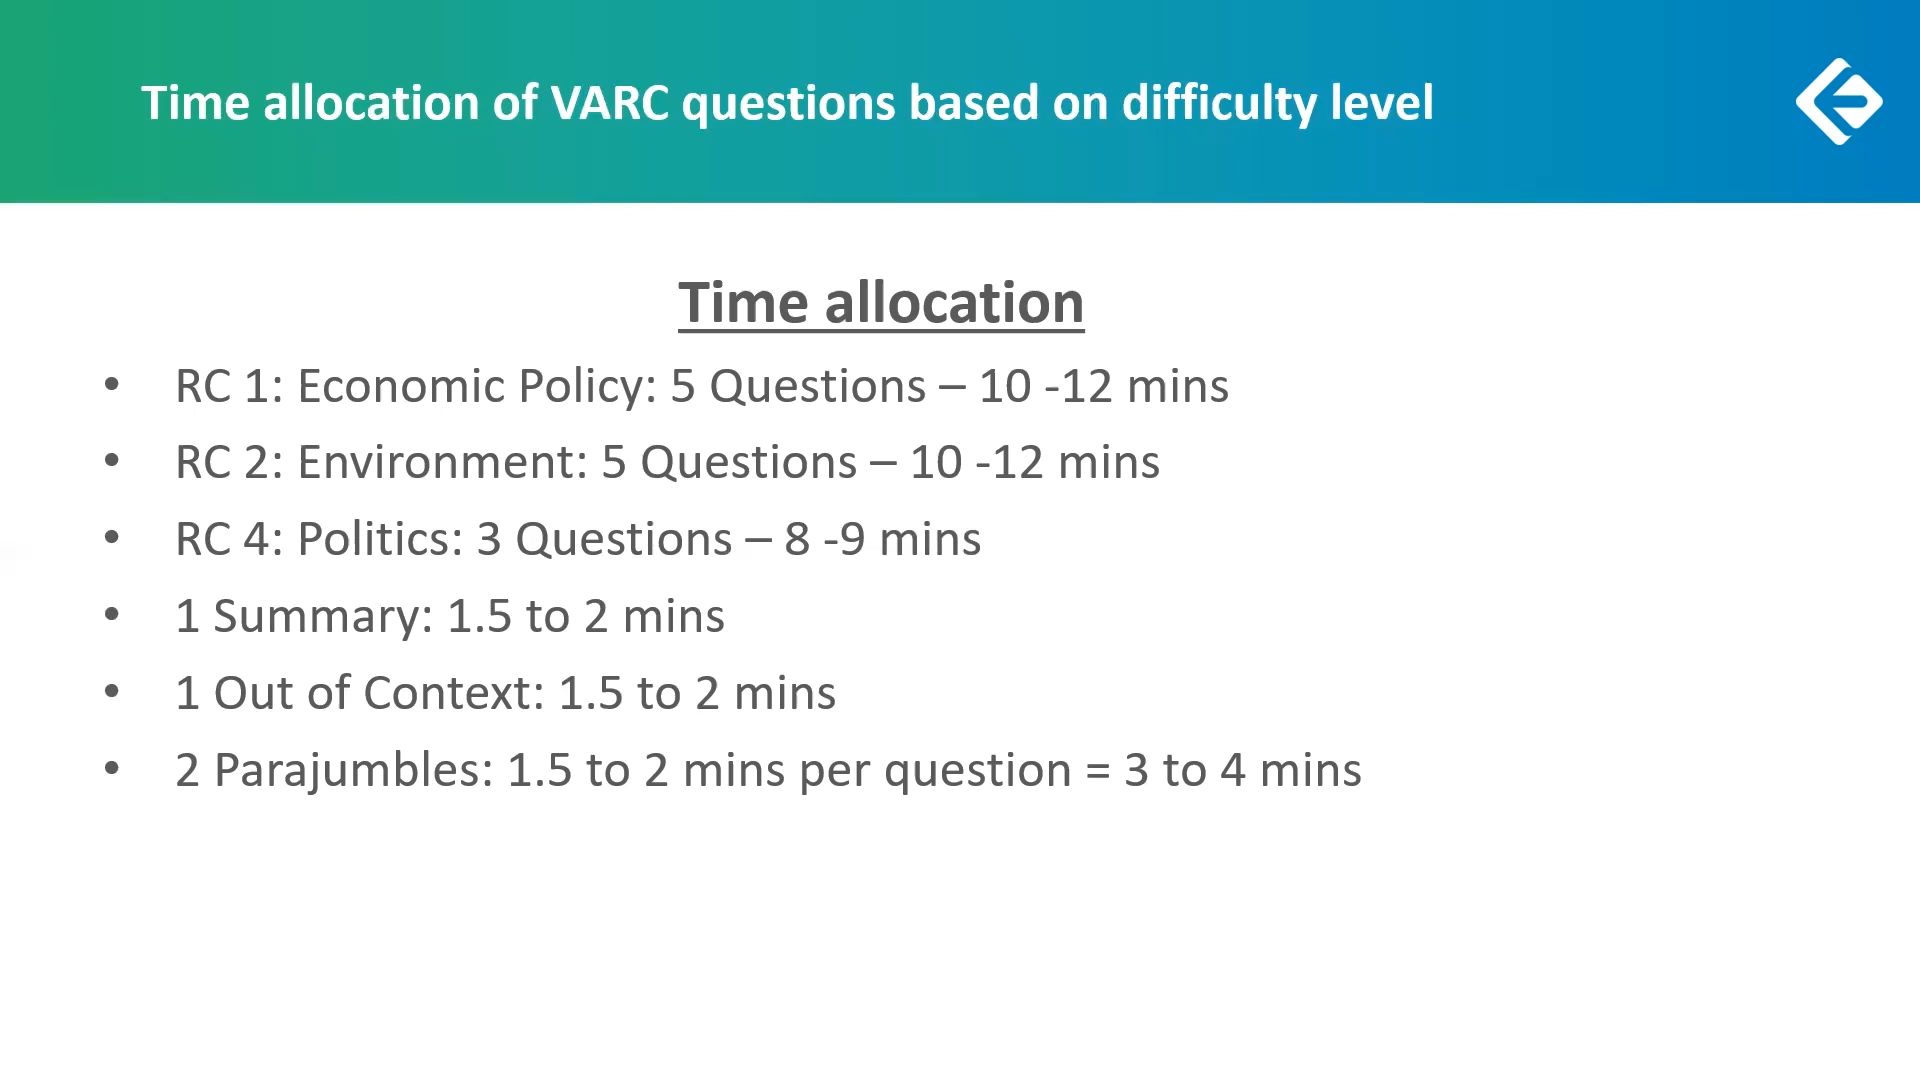 Time allocation of VARC questions based on difficulty level
Time allocation
• RC 1: Economic Policy: 5 Questions – 10 -12 mins
• RC 2: Environment: 5 Questions – 10 -12 mins
• RC 4: Politics: 3 Questions – 8 -9 mins
• 1 Summary: 1.5 to 2 mins
• 1 Out of Context: 1.5 to 2 mins
• 2 Parajumbles: 1.5 to 2 mins per question = 3 to 4 mins